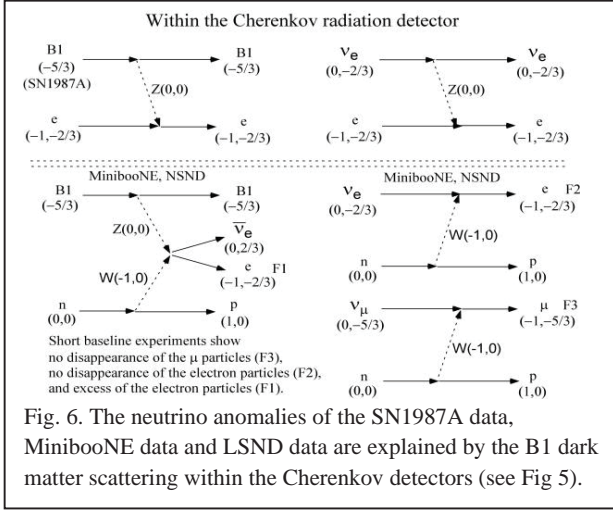 Within the Cherenkov radiation detector
B1
(−5/3)
(SN1987A)
B1
(−5/3)
Z(0,0)
e
(−1,−2/3)
e
(−1,−2/3)
νe
(0,−2/3)
νe
(0,−2/3)
Z(0,0)
e
(−1,−2/3)
e
(−1,−2/3)
MinibooNE, NSND
B1
(−5/3)
B1
(−5/3)
Z(0,0)
ν̅e
(0,2/3)
e F1
(−1,−2/3)
W(-1,0)
n
(0,0)
p
(1,0)
Short baseline experiments show
no disappearance of the μ particles (F3),
no disappearance of the electron particles (F2),
and excess of the electron particles (F1).
MinibooNE, NSND
νe
(0,−2/3)
e F2
(−1,−2/3)
W(-1,0)
n
(0,0)
p
(1,0)
νμ
(0,−5/3)
μ F3
(−1,−5/3)
W(-1,0)
n
(0,0)
p
(1,0)
Fig. 6. The neutrino anomalies of the SN1987A data,
MinibooNE data and LSND data are explained by the B1 dark
matter scattering within the Cherenkov detectors (see Fig 5).